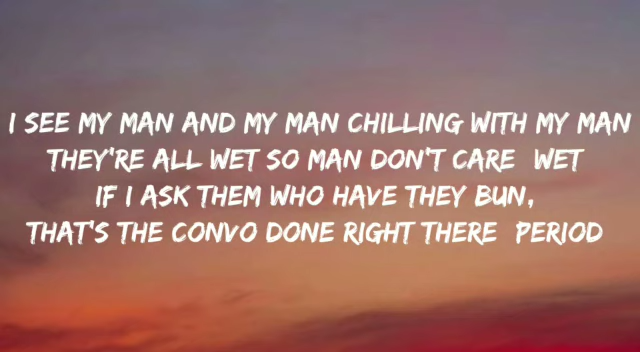 I SEE MY MAN AND MY MAN CHILLING WITH MY MAN
THEY'RE ALL WET SO MAN DON'T CARE WET
IF I ASK THEM WHO HAVE THEY BUN,
THAT'S THE CONVO DONE RIGHT THERE PERIOD